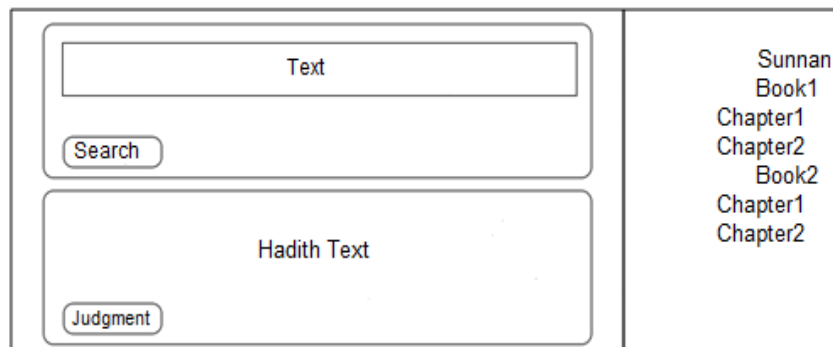 Text
Search
Hadith Text
Judgment
Sunnan
Book1
Chapter1
Chapter2
Book2
Chapter1
Chapter2